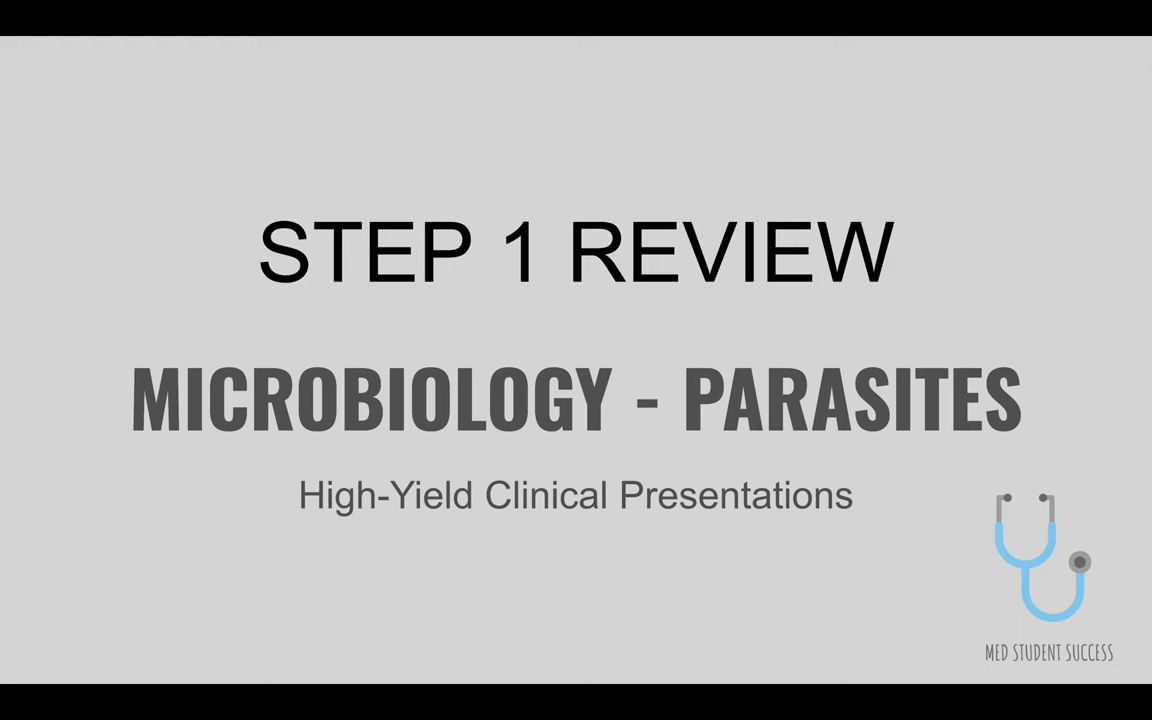 STEP 1 REVIEW
MICROBIOLOGY - PARASITES
High-Yield Clinical Presentations
MED STUDENT SUCCESS